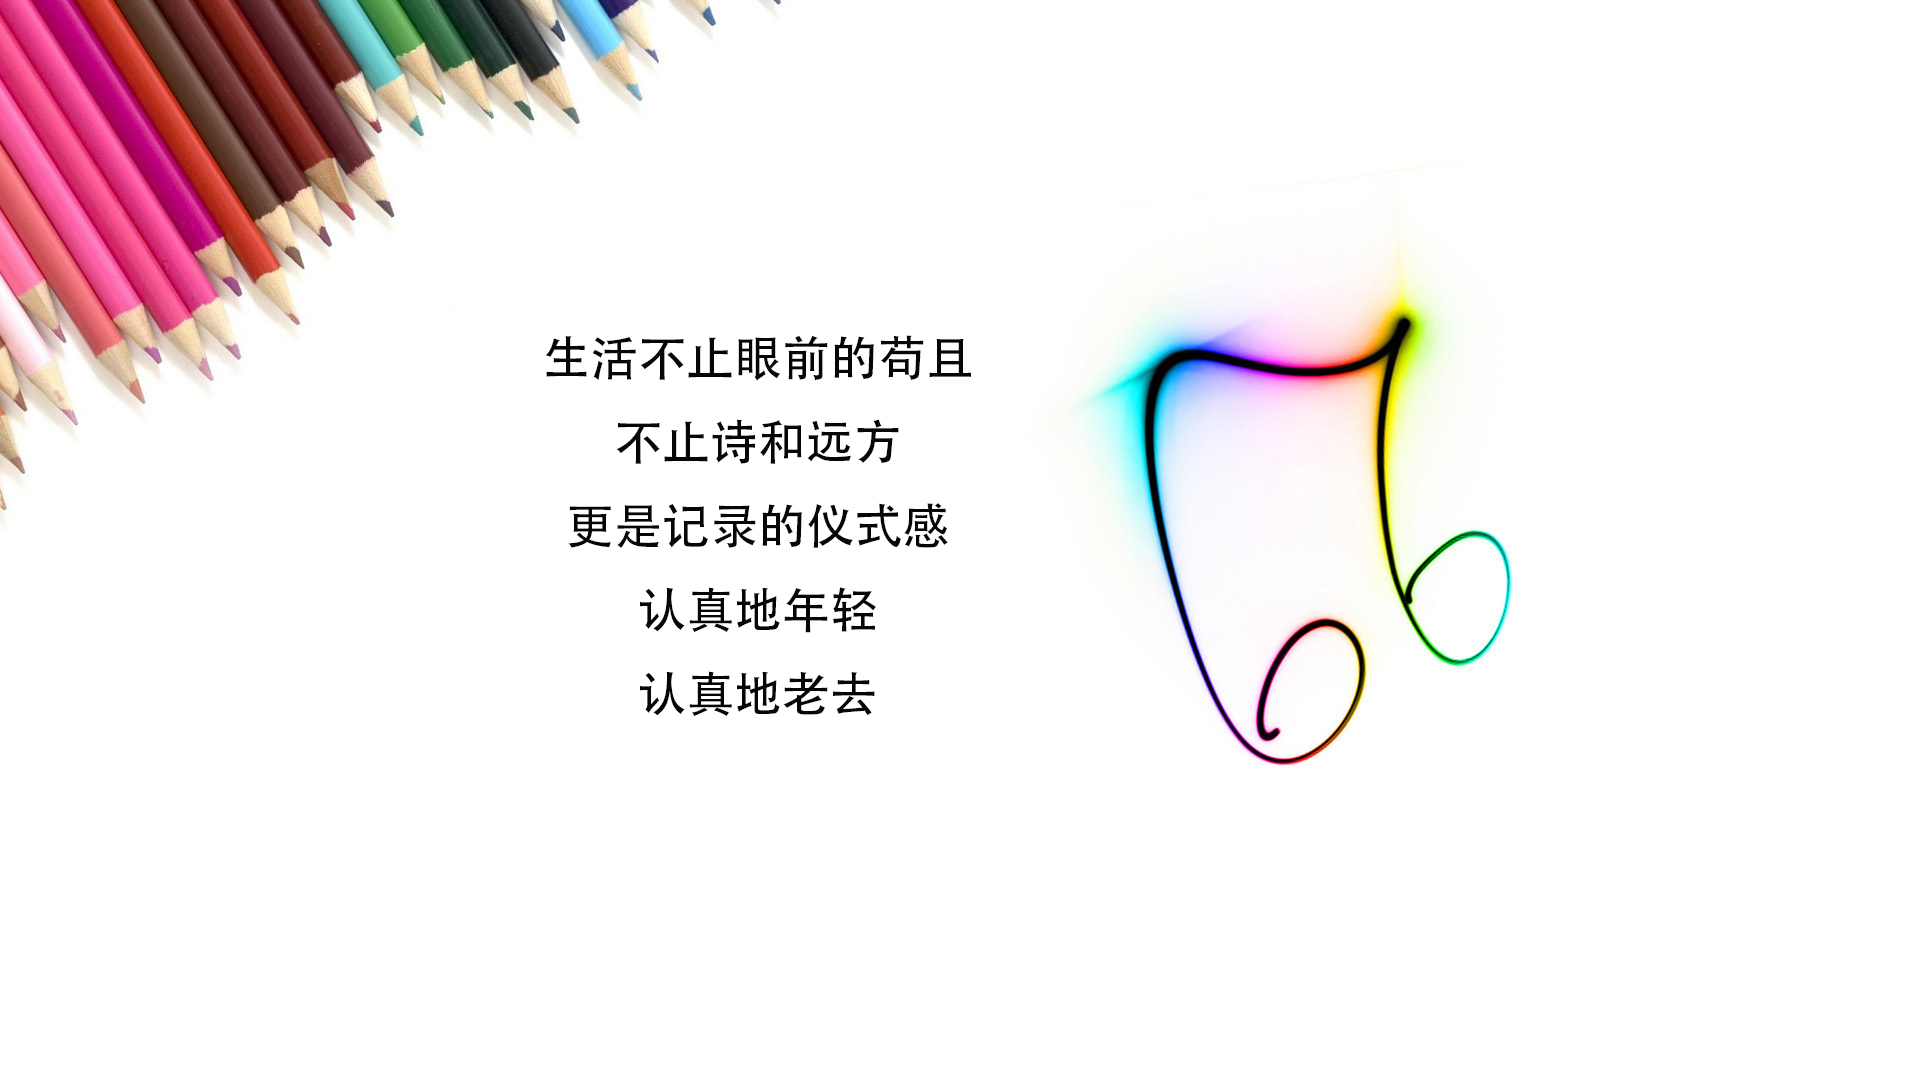 生活不止眼前的苟且
不止诗和远方
更是记录的仪式感
认真地年轻
认真地老去